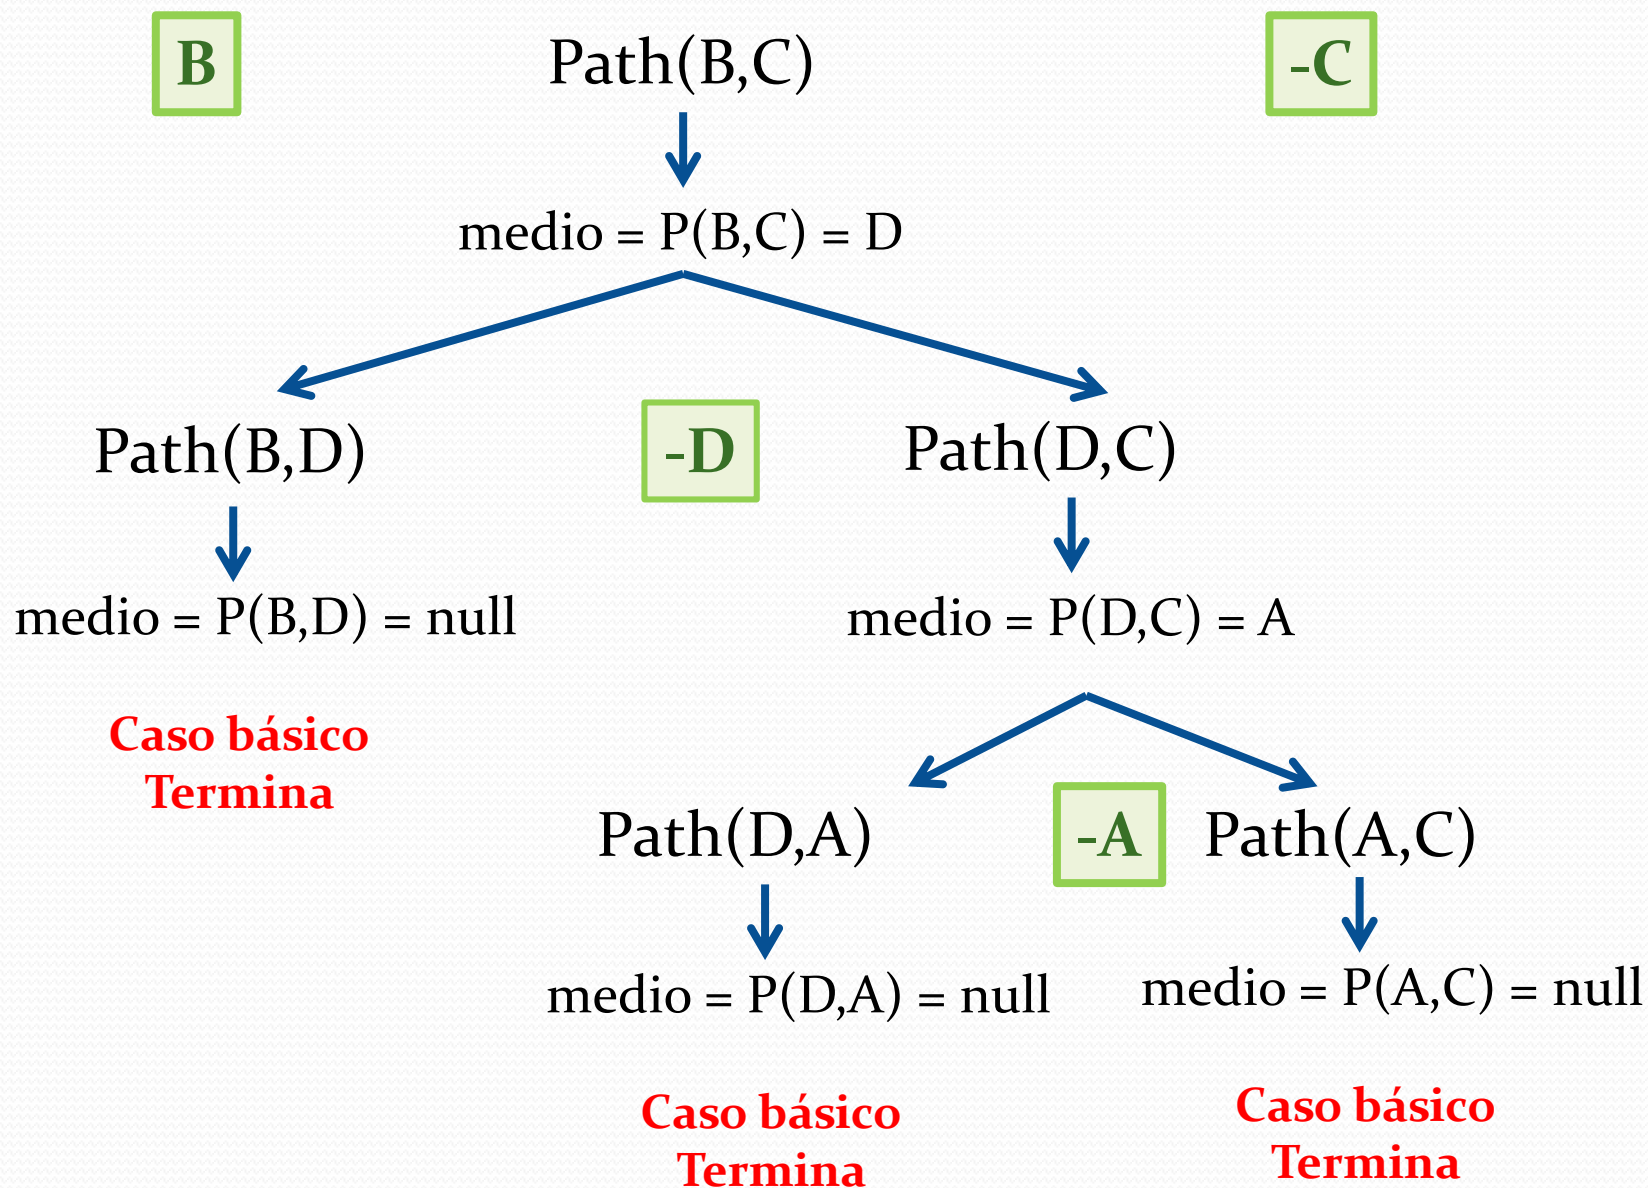 B
Path(B,C)
-C
medio = P(B,C) = D
Path(B,D)
-D
Path(D,C)
medio = P(B,D) = null
medio = P(D,C) = A
Caso básico
Termina
Path(D,A)
-A
Path(A,C)
medio = P(D,A) = null
medio = P(A,C) = null
Caso básico
Termina
Caso básico
Termina